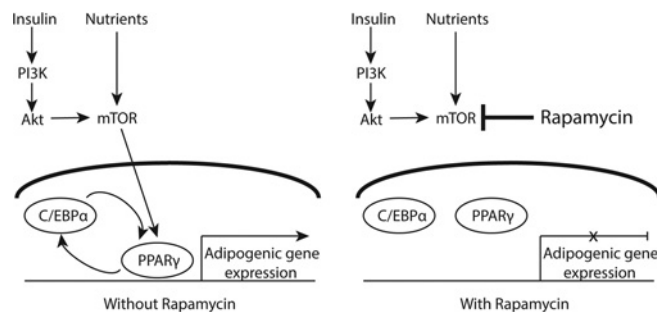 Insulin Nutrients
PI3K
Akt mTOR
C/EBPα
PPARγ
Adipogenic gene
expression
Without Rapamycin
Insulin Nutrients
PI3K
Akt mTOR Rapamycin
C/EBPα PPARγ
x
Adipogenic gene
expression
With Rapamycin